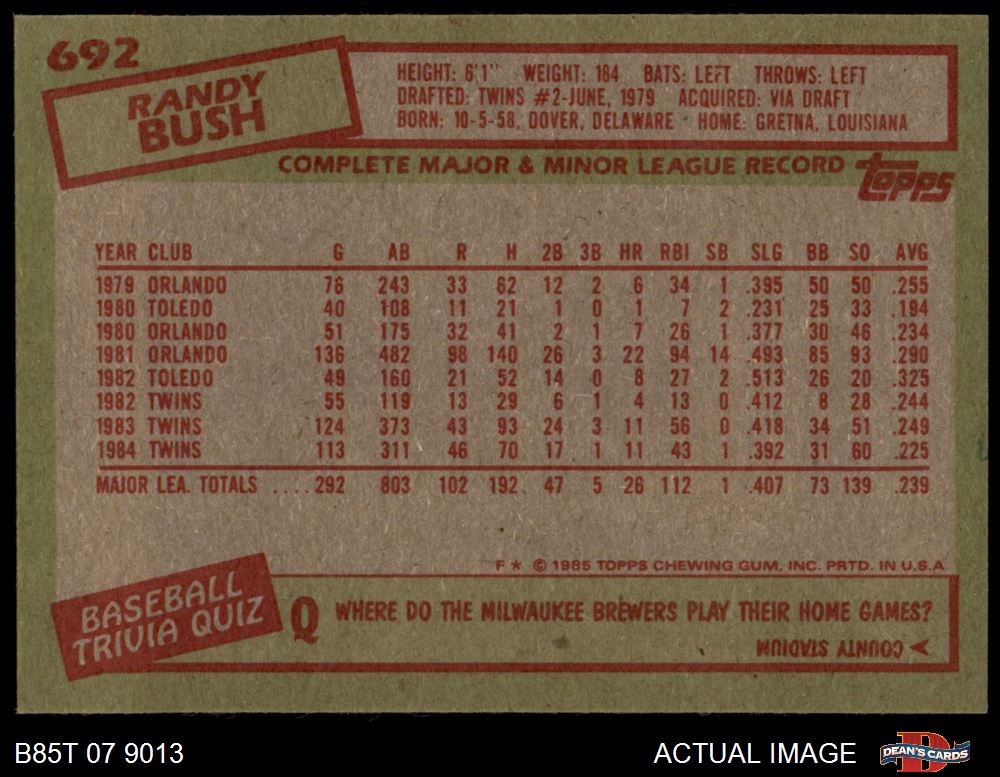 692
RANDY
BUSH
HEIGHT: 6'1" WEIGHT: 184 BATS: LEFT THROWS: LEFT
DRAFTED: TWINS #2-JUNE, 1979 ACQUIRED: VIA DRAFT
BORN: 10-5-58, DOVER, DELAWARE · HOME: GRETNA, LOUISIANA
COMPLETE MAJOR & MINOR LEAGUE RECORD
topps
YEAR CLUB G AB R H 2B 3B HR RBI SB SLG BB SO AVG
1979 ORLANDO 76 243 33 62 12 2 6 34 1 .395 50 50 .255
1980 TOLEDO 40 108 11 21 1 0 1 7 2 .231 25 33 .194
1980 ORLANDO 51 175 32 41 2 1 7 26 1 .377 30 46 .234
1981 ORLANDO 136 482 98 140 26 3 22 94 14 .493 85 93 .290
1982 TOLEDO 49 160 21 52 14 0 8 27 2 .513 26 20 .325
1982 TWINS 55 119 13 29 6 1 4 13 0 .412 8 28 .244
1983 TWINS 124 373 43 93 24 3 11 56 0 .418 34 51 .249
1984 TWINS 113 311 46 70 17 1 11 43 1 .392 31 60 .225
MAJOR LEA. TOTALS ....292 803 102 192 47 5 26 112 1 .407 73 139 .239
F * © 1985 TOPPS CHEWING GUM, INC. PRTD. IN U.S.A
BASEBALL
TRIVIA QUIZ
Q WHERE DO THE MILWAUKEE BREWERS PLAY THEIR HOME GAMES?
COUNTY STADIUM
B85T 07 9013
ACTUAL IMAGE
D
DEAN'S CARDS